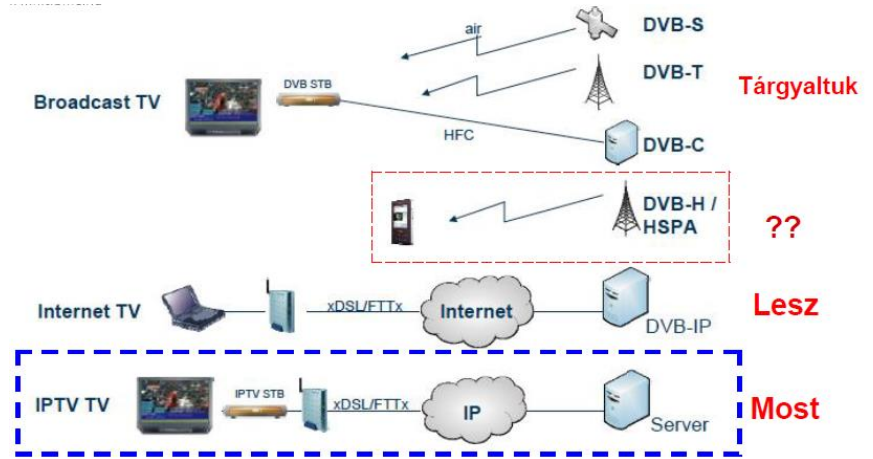 air
DVB-S
DVB STB
DVB-T
Tárgyaltuk
Broadcast TV
HFC
DVB-C
DVB-H /
HSPA
??
Internet TV
xDSL/FTTx
Internet
DVB-IP
Lesz
IPTV TV
IPTV STB
xDSL/FTTx
IP
Server
Most